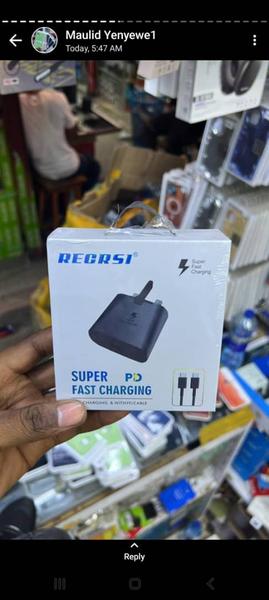 Maulid Yenyewe1
Today, 5:47 AM
RECRSI
Super
Fast
Charging
SUPER PD
FAST CHARGING
Reply